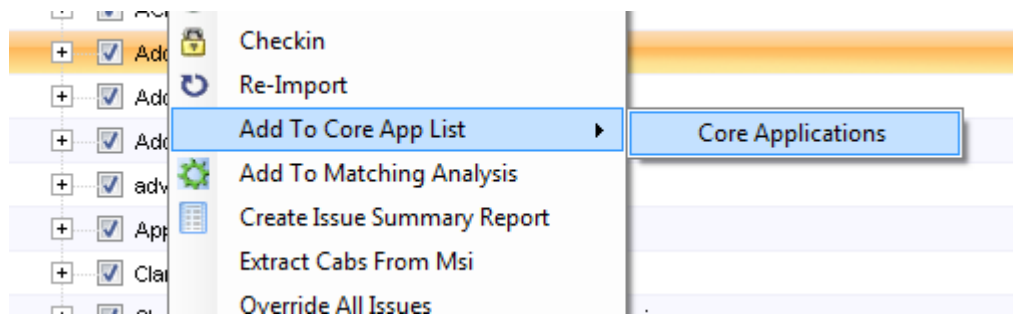 Checkin
Re-Import
Add To Core App List
Core Applications
Add To Matching Analysis
adv
Create Issue Summary Report
Extract Cabs From Msi
Override All Issues